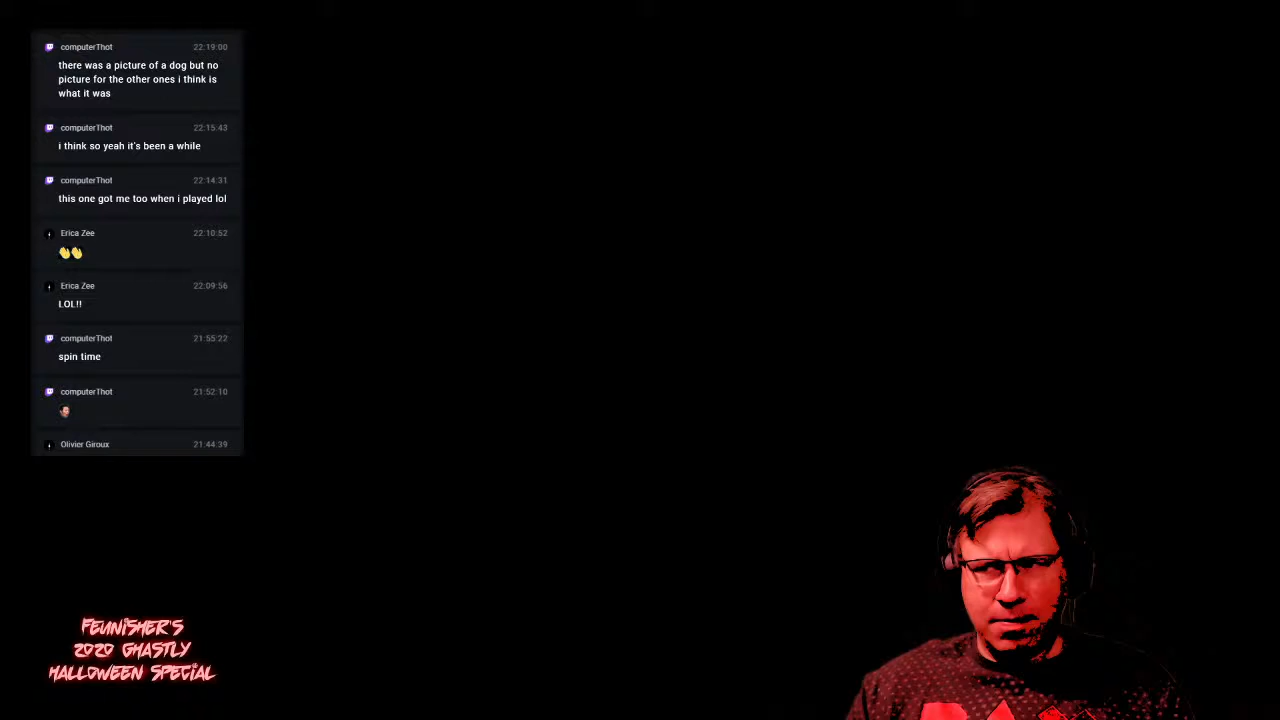 computerThot 22:19:00
there was a picture of a dog but no
picture for the other ones i think is
what it was
computerThot 22:15:43
i think so yeah it's been a while
computerThot 22:14:31
this one got me too when i played lol
Erica Zee 22:10:52
Erica Zee 22:09:56
LOL!!
computerThot 21:55:22
spin time
computerThot 21:52:10
Olivier Giroux 21:44:39
FEUNISHER'S
2020 GHASTLY
HALLOWEEN SPECIAL